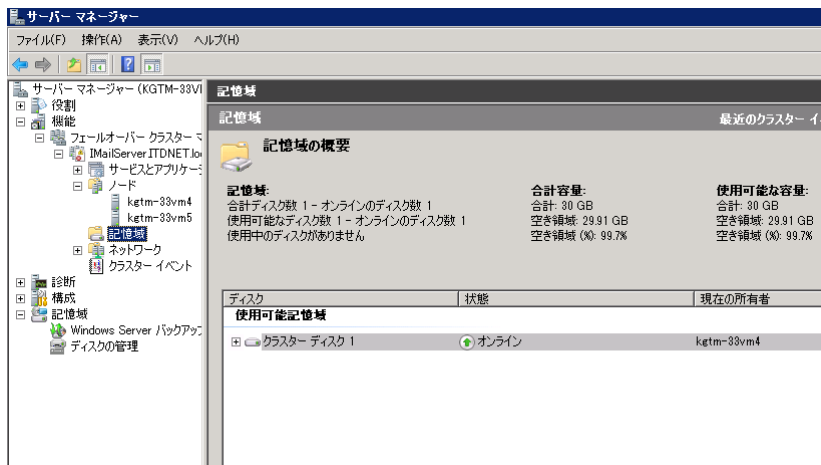 サーバー マネージャー
ファイル(F) 操作(A) 表示(V) ヘルプ(H)
サーバー マネージャー (KGTM-33VI
役割
機能
フェールオーバー クラスター マ
IMailServer.ITDNET.lo
サービスとアプリケー
ノード
kgtm-33vm4
kgtm-33vm5
記憶域
ネットワーク
クラスター イベント
診断
構成
記憶域
Windows Server バックアップ
ディスクの管理
記憶域
記憶域 最近のクラスター イ
記憶域の概要
記憶域: 合計容量: 使用可能な容量:
合計ディスク数 1 - オンラインのディスク数 1 合計: 30 GB 合計: 30 GB
使用可能なディスク数 1 - オンラインのディスク数 1 空き領域: 29.91 GB 空き領域: 29.91 GB
使用中のディスクがありません 空き領域 (%): 99.7% 空き領域 (%): 99.7%
ディスク 状態 現在の所有者
使用可能記憶域
クラスター ディスク 1 オンライン kgtm-33vm4